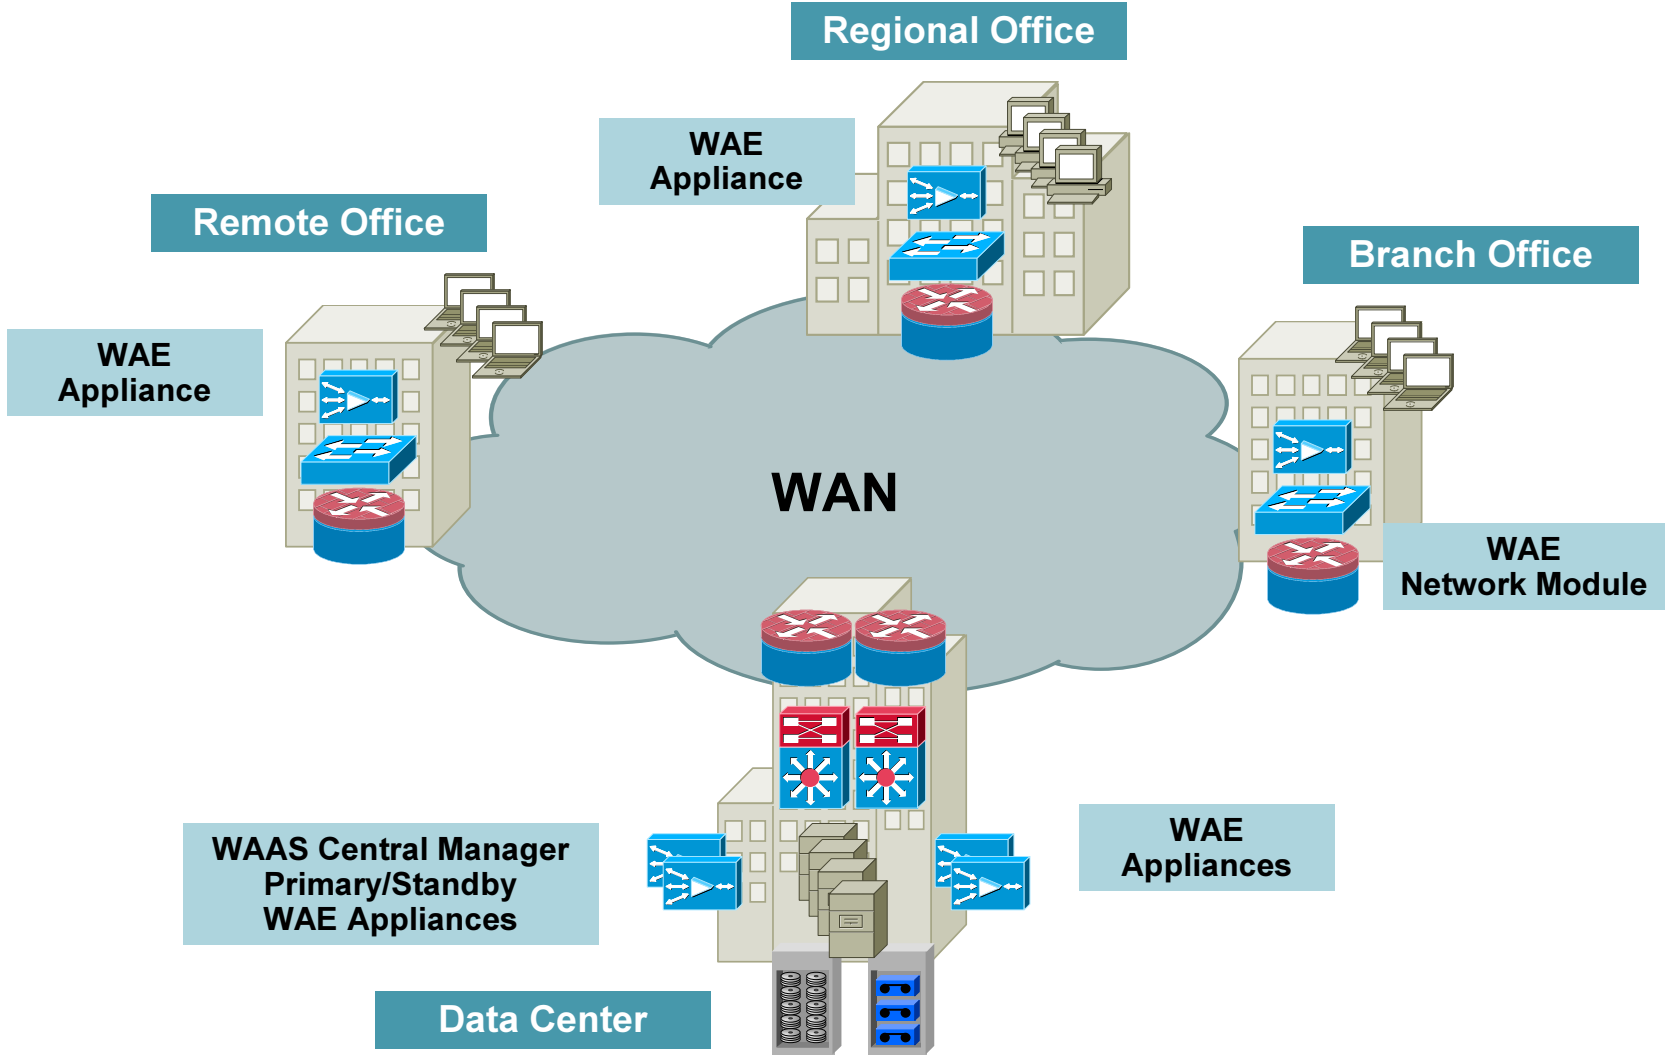 Regional Office
WAE
Appliance
Remote Office
Branch Office
WAE
Appliance
WAN
WAE
Network Module
WAAS Central Manager
Primary/Standby
WAE Appliances
WAE
Appliances
Data Center